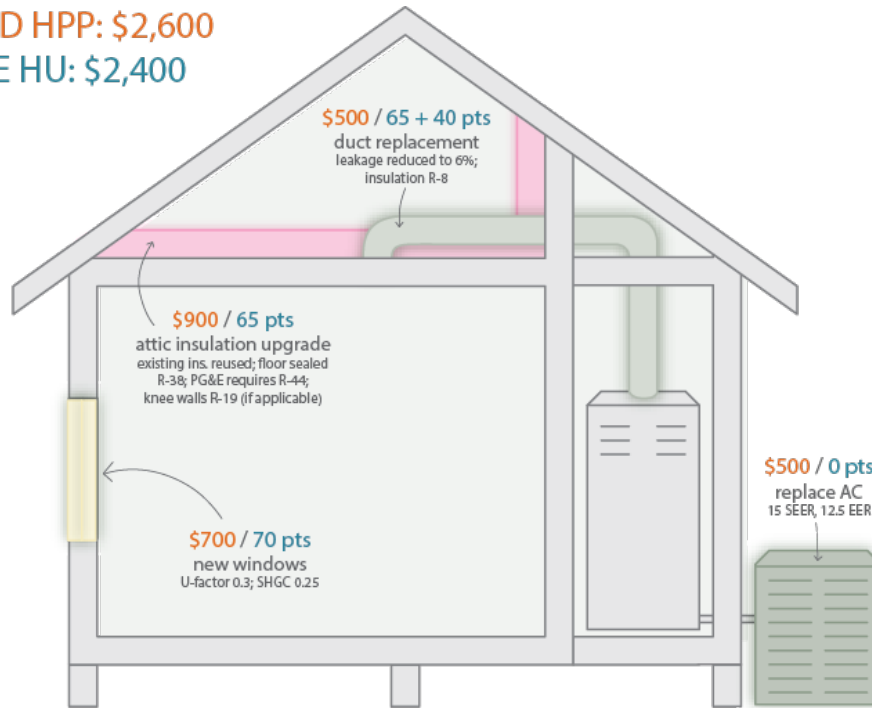 D HPP: $2,600
E HU: $2,400
$500 / 65 + 40 pts
duct replacement
leakage reduced to 6%;
insulation R-8
$900 / 65 pts
attic insulation upgrade
existing ins. reused; floor sealed
R-38; PG&E requires R-44;
knee walls R-19 (if applicable)
$500 / 0 pts
replace AC
15 SEER, 12.5 EER
$700 / 70 pts
new windows
U-factor 0.3; SHGC 0.25